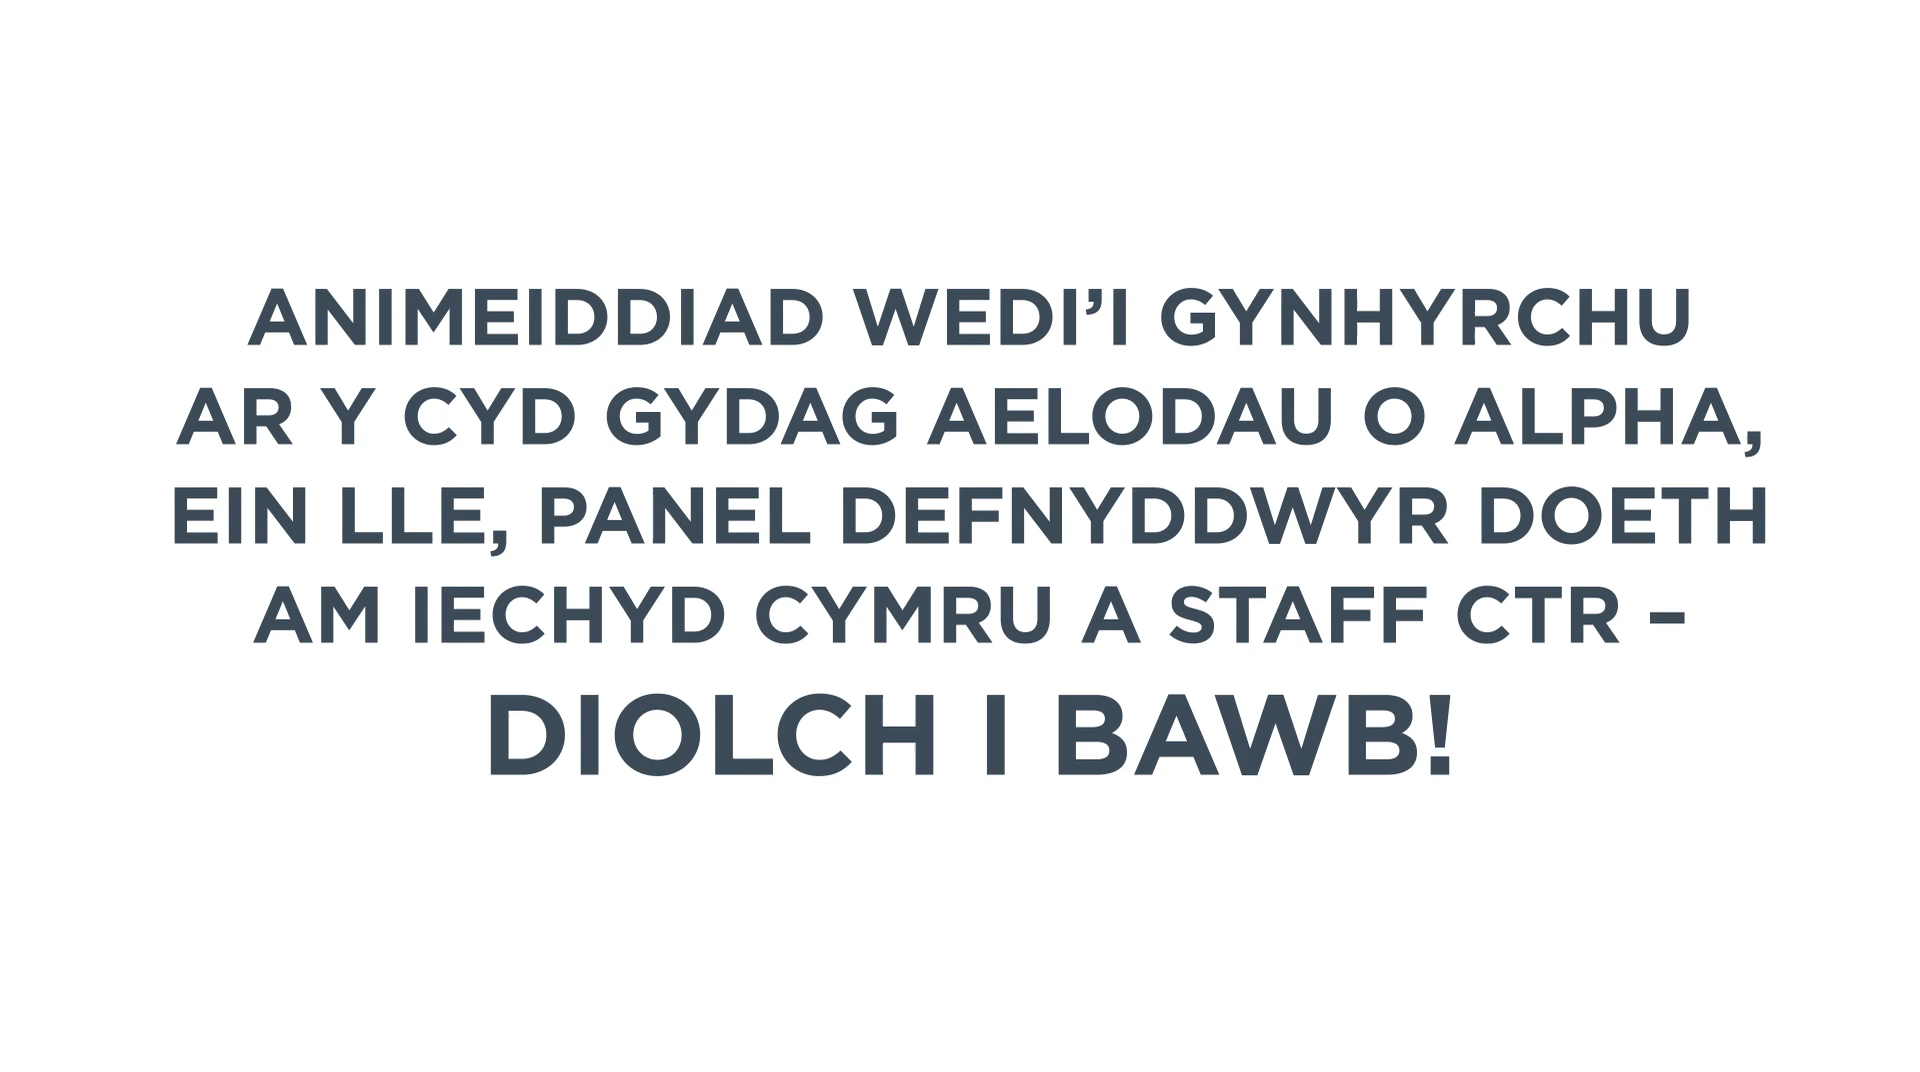 ANIMEIDDIAD WEDI’I GYNHYRCHU
AR Y CYD GYDAG AELODAU O ALPHA,
EIN LLE, PANEL DEFNYDDWYR DOETH
AM IECHYD CYMRU A STAFF CTR –
DIOLCH I BAWB!